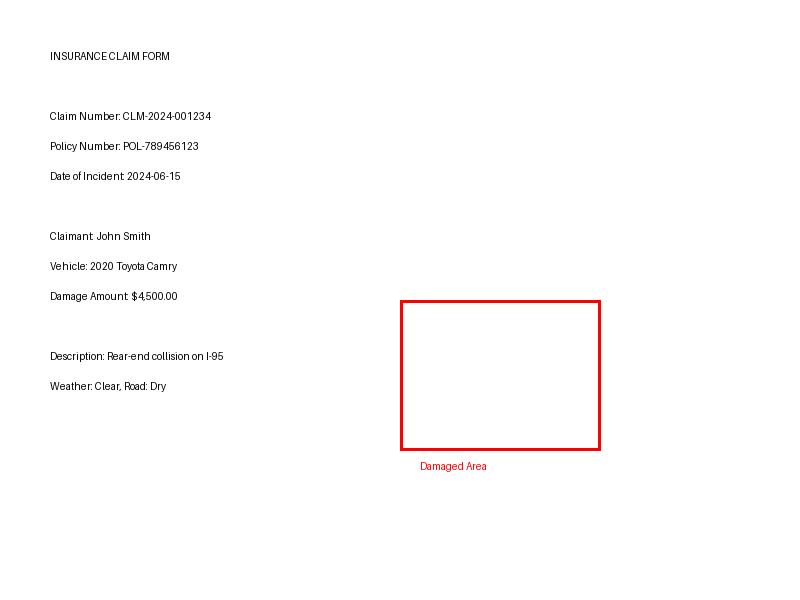 INSURANCE CLAIM FORM
Claim Number: CLM-2024-001234
Policy Number: POL-789456123
Date of Incident: 2024-06-15
Claimant: John Smith
Vehicle: 2020 Toyota Camry
Damage Amount: $4,500.00
Description: Rear-end collision on I-95
Weather: Clear, Road: Dry
Damaged Area